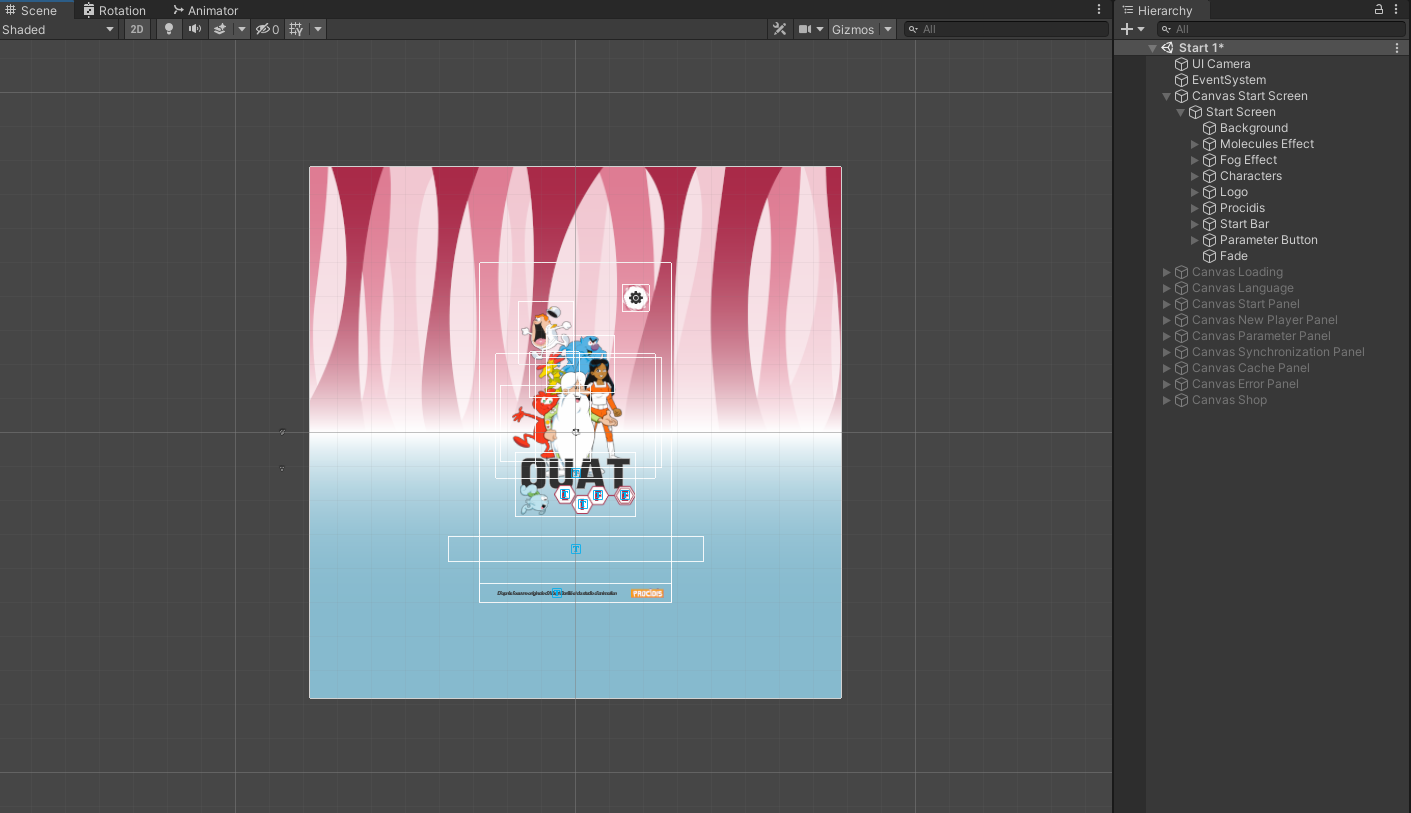 Scene
Rotation
Animator
Hierarchy
Shaded
2D
0
Gizmos
All
All
Start 1*
UI Camera
EventSystem
Canvas Start Screen
Start Screen
Background
Molecules Effect
Fog Effect
Characters
Logo
Procidis
Start Bar
Parameter Button
Fade
Canvas Loading
Canvas Language
Canvas Start Panel
Canvas New Player Panel
Canvas Parameter Panel
Canvas Synchronization Panel
Canvas Cache Panel
Canvas Error Panel
Canvas Shop
QUAT
PROCIDIS